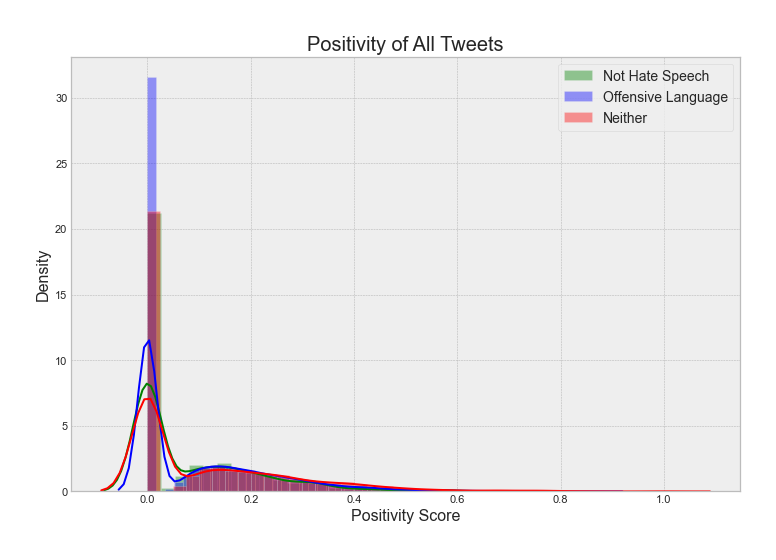 Positivity of All Tweets
Not Hate Speech
Offensive Language
Neither
Density
30
25
20
15
10
5
0
0.0 0.2 0.4 0.6 0.8 1.0
Positivity Score